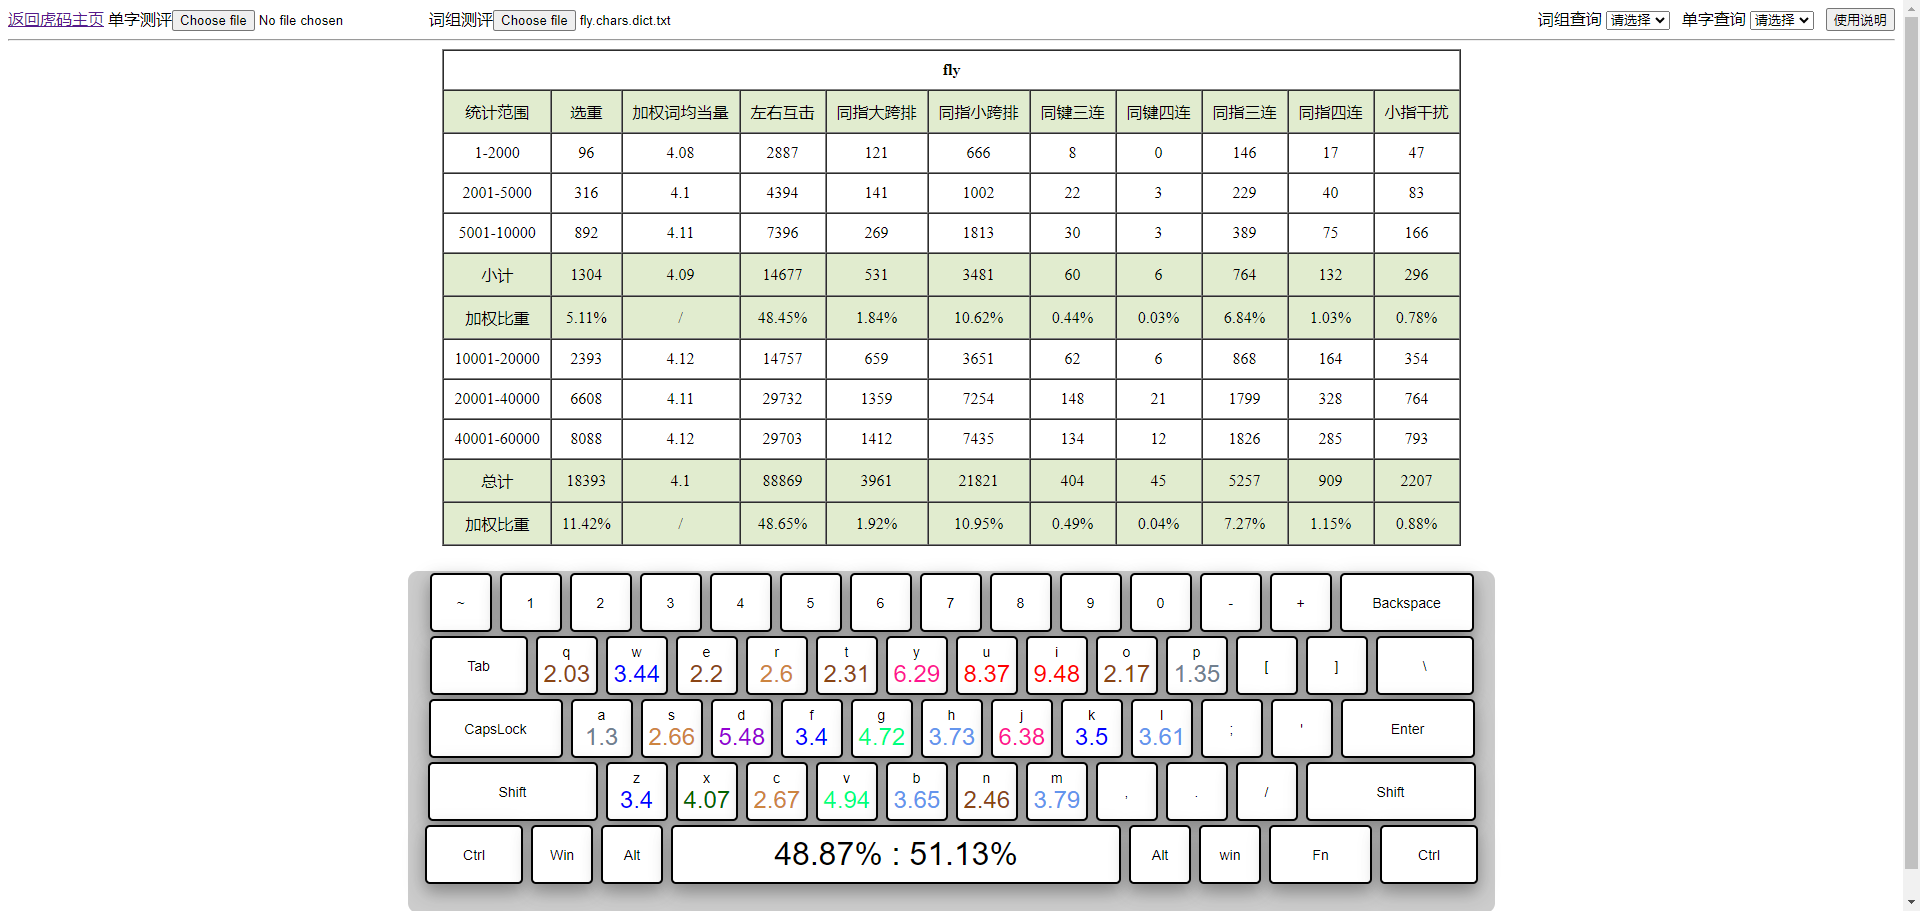 返回虎码主页 单字测评 Choose file No file chosen 词组测评 Choose file fly.chars.dict.txt 词组查询 请选择 单字查询 请选择 使用说明
fly
统计范围 选重 加权词均当量 左右互击 同指大跨排 同指小跨排 同键三连 同键四连 同指三连 同指四连 小指干扰
1-2000 96 4.08 2887 121 666 8 0 146 17 47
2001-5000 316 4.1 4394 141 1002 22 3 229 40 83
5001-10000 892 4.11 7396 269 1813 30 3 389 75 166
小计 1304 4.09 14677 531 3481 60 6 764 132 296
加权比重 5.11% / 48.45% 1.84% 10.62% 0.44% 0.03% 6.84% 1.03% 0.78%
10001-20000 2393 4.12 14757 659 3651 62 6 868 164 354
20001-40000 6608 4.11 29732 1359 7254 148 21 1799 328 764
40001-60000 8088 4.12 29703 1412 7435 134 12 1826 285 793
总计 18393 4.1 88869 3961 21821 404 45 5257 909 2207
加权比重 11.42% / 48.65% 1.92% 10.95% 0.49% 0.04% 7.27% 1.15% 0.88%
~ 1 2 3 4 5 6 7 8 9 0 - + Backspace
q w e r t y u i o p
Tab 2.03 3.44 2.2 2.6 2.31 6.29 8.37 9.48 2.17 1.35 [ ] \
a s d f g h j k l
CapsLock 1.3 2.66 5.48 3.4 4.72 3.73 6.38 3.5 3.61 ; ' Enter
z x c v b n m
Shift 3.4 4.07 2.67 4.94 3.65 2.46 3.79 , . / Shift
Ctrl Win Alt 48.87% : 51.13% Alt win Fn Ctrl